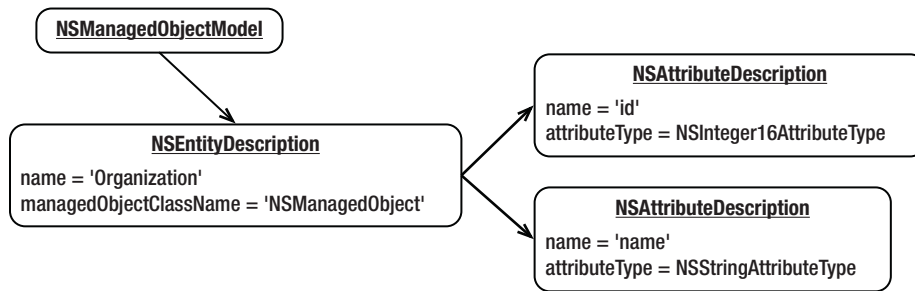 NSManagedObjectModel
NSEntityDescription
name = 'Organization'
managedObjectClassName = 'NSManagedObject'
NSAttributeDescription
name = 'id'
attributeType = NSInteger16AttributeType
NSAttributeDescription
name = 'name'
attributeType = NSStringAttributeType